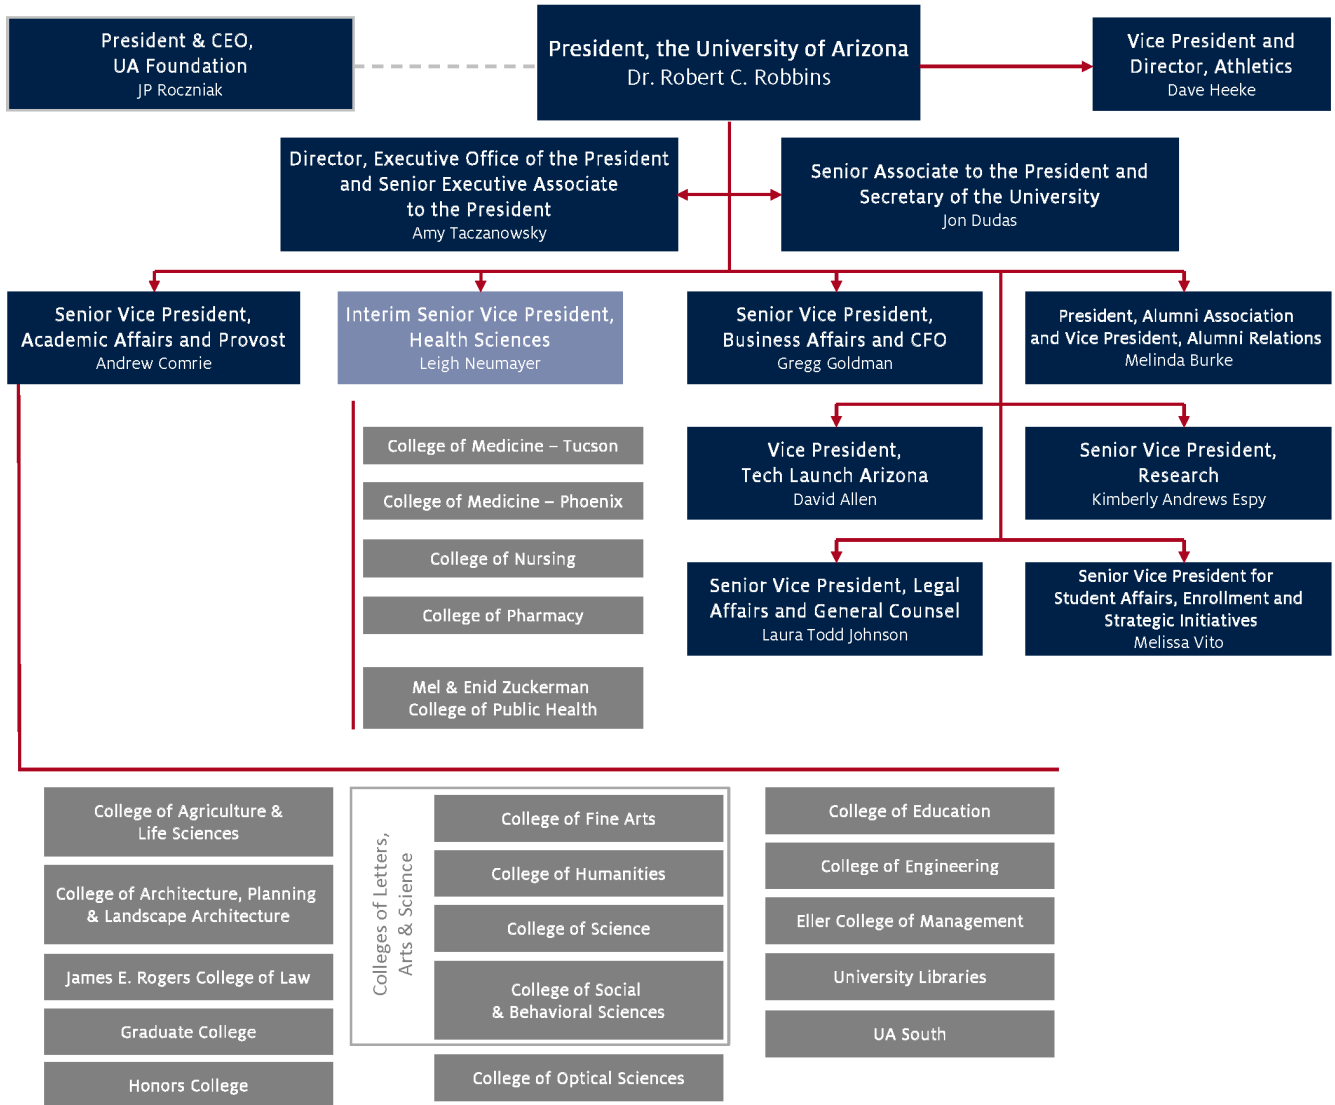 President & CEO,
UA Foundation
JP Roczniak
President, the University of Arizona
Dr. Robert C. Robbins
Vice President and
Director, Athletics
Dave Heeke
Director, Executive Office of the President
and Senior Executive Associate
to the President
Amy Taczanowsky
Senior Associate to the President and
Secretary of the University
Jon Dudas
Senior Vice President,
Academic Affairs and Provost
Andrew Comrie
Interim Senior Vice President,
Health Sciences
Leigh Neumayer
Senior Vice President,
Business Affairs and CFO
Gregg Goldman
President, Alumni Association
and Vice President, Alumni Relations
Melinda Burke
College of Medicine – Tucson
College of Medicine – Phoenix
College of Nursing
College of Pharmacy
Mel & Enid Zuckerman
College of Public Health
Vice President,
Tech Launch Arizona
David Allen
Senior Vice President,
Research
Kimberly Andrews Espy
Senior Vice President, Legal
Affairs and General Counsel
Laura Todd Johnson
Senior Vice President for
Student Affairs, Enrollment and
Strategic Initiatives
Melissa Vito
College of Agriculture &
Life Sciences
College of Architecture, Planning
& Landscape Architecture
James E. Rogers College of Law
Graduate College
Honors College
Colleges of Letters,
Arts & Science
College of Fine Arts
College of Humanities
College of Science
College of Social
& Behavioral Sciences
College of Optical Sciences
College of Education
College of Engineering
Eller College of Management
University Libraries
UA South